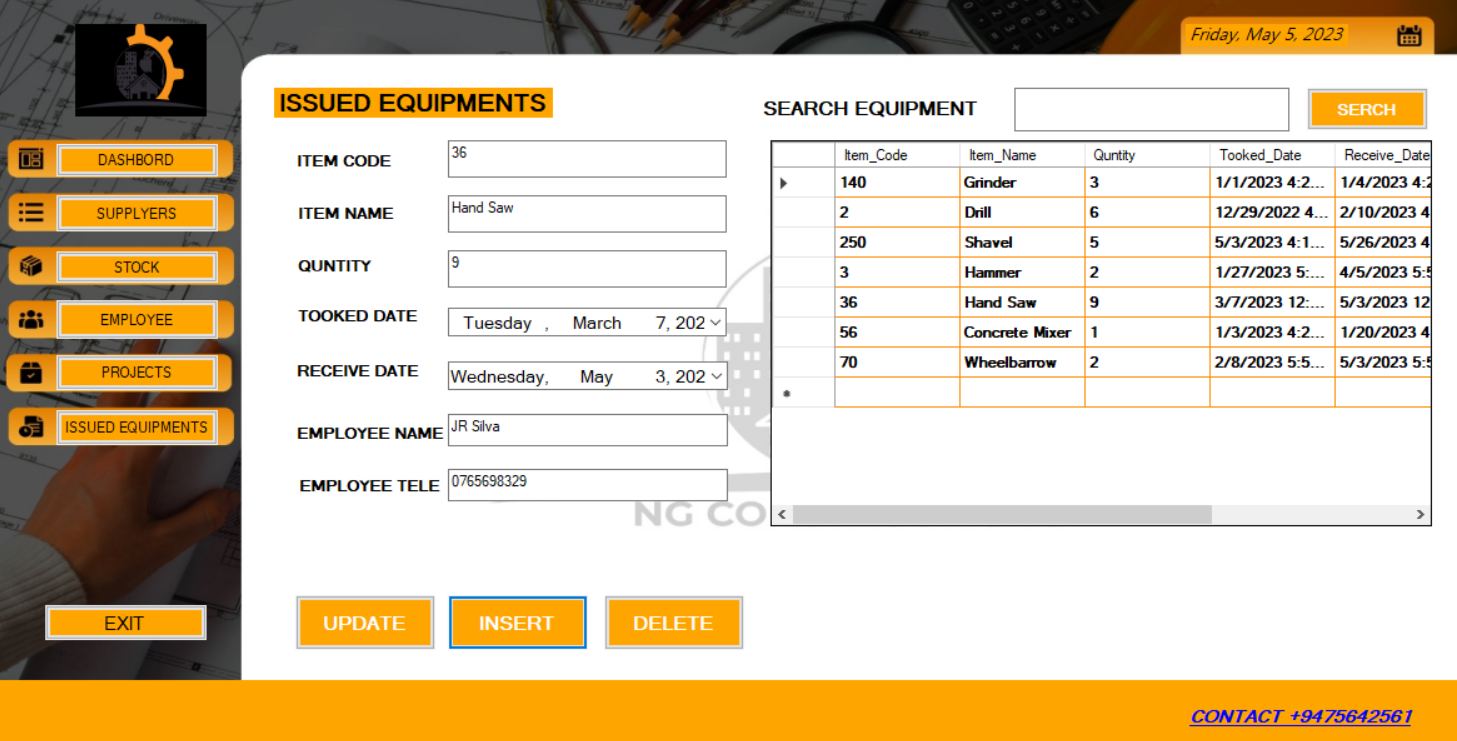 Friday, May 5, 2023
ISSUED EQUIPMENTS
SEARCH EQUIPMENT
SERCH
DASHBORD
SUPPLYERS
STOCK
EMPLOYEE
PROJECTS
ISSUED EQUIPMENTS
EXIT
ITEM CODE 36
ITEM NAME Hand Saw
QUNTITY 9
TOOKED DATE Tuesday , March 7, 202
RECEIVE DATE Wednesday, May 3, 202
EMPLOYEE NAME JR Silva
EMPLOYEE TELE 0765698329
Item_Code Item_Name Quntity Tooked_Date Receive_Date
140 Grinder 3 1/1/2023 4:2... 1/4/2023 4:2
2 Drill 6 12/29/2022 4... 2/10/2023 4
250 Shavel 5 5/3/2023 4:1... 5/26/2023 4
3 Hammer 2 1/27/2023 5:... 4/5/2023 5:5
36 Hand Saw 9 3/7/2023 12:... 5/3/2023 12
56 Concrete Mixer 1 1/3/2023 4:2... 1/20/2023 4
70 Wheelbarrow 2 2/8/2023 5:5... 5/3/2023 5:5
NG CO
UPDATE INSERT DELETE
CONTACT +9475642561